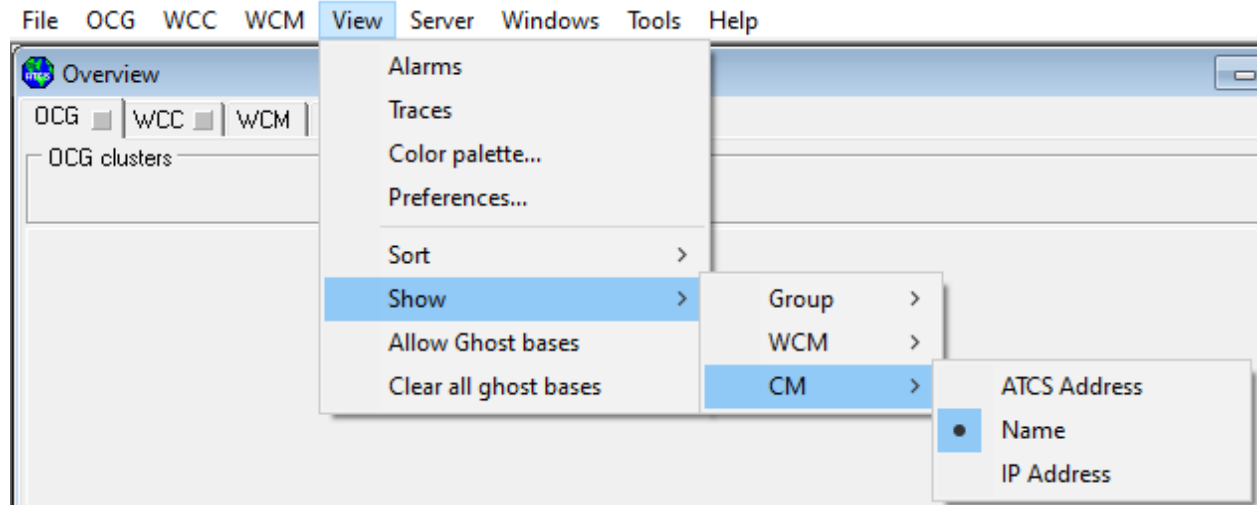 File OCG WCC WCM View Server Windows Tools Help
Overview
OCG WCC WCM
OCG clusters
Alarms
Traces
Color palette...
Preferences...
Sort >
Show >
Allow Ghost bases
Clear all ghost bases
Group >
WCM >
CM >
ATCS Address
Name
IP Address